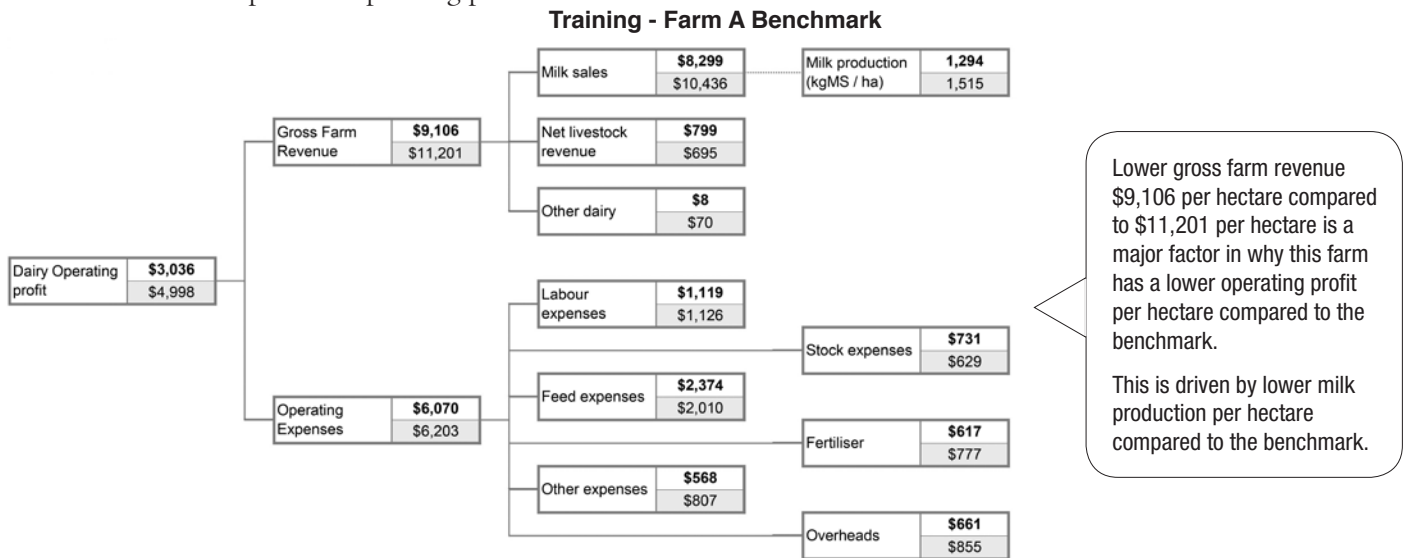 Training - Farm A Benchmark
Milk sales
$8,299
$10,436
Milk production
(kgMS / ha)
1,294
1,515
Gross Farm
Revenue
$9,106
$11,201
Net livestock
revenue
$799
$695
Other dairy
$8
$70
Dairy Operating
profit
$3,036
$4,998
Labour
expenses
$1,119
$1,126
Stock expenses
$731
$629
Feed expenses
$2,374
$2,010
Operating
Expenses
$6,070
$6,203
Fertiliser
$617
$777
Other expenses
$568
$807
Overheads
$661
$855
Lower gross farm revenue
$9,106 per hectare compared
to $11,201 per hectare is a
major factor in why this farm
has a lower operating profit
per hectare compared to the
benchmark.
This is driven by lower milk
production per hectare
compared to the benchmark.